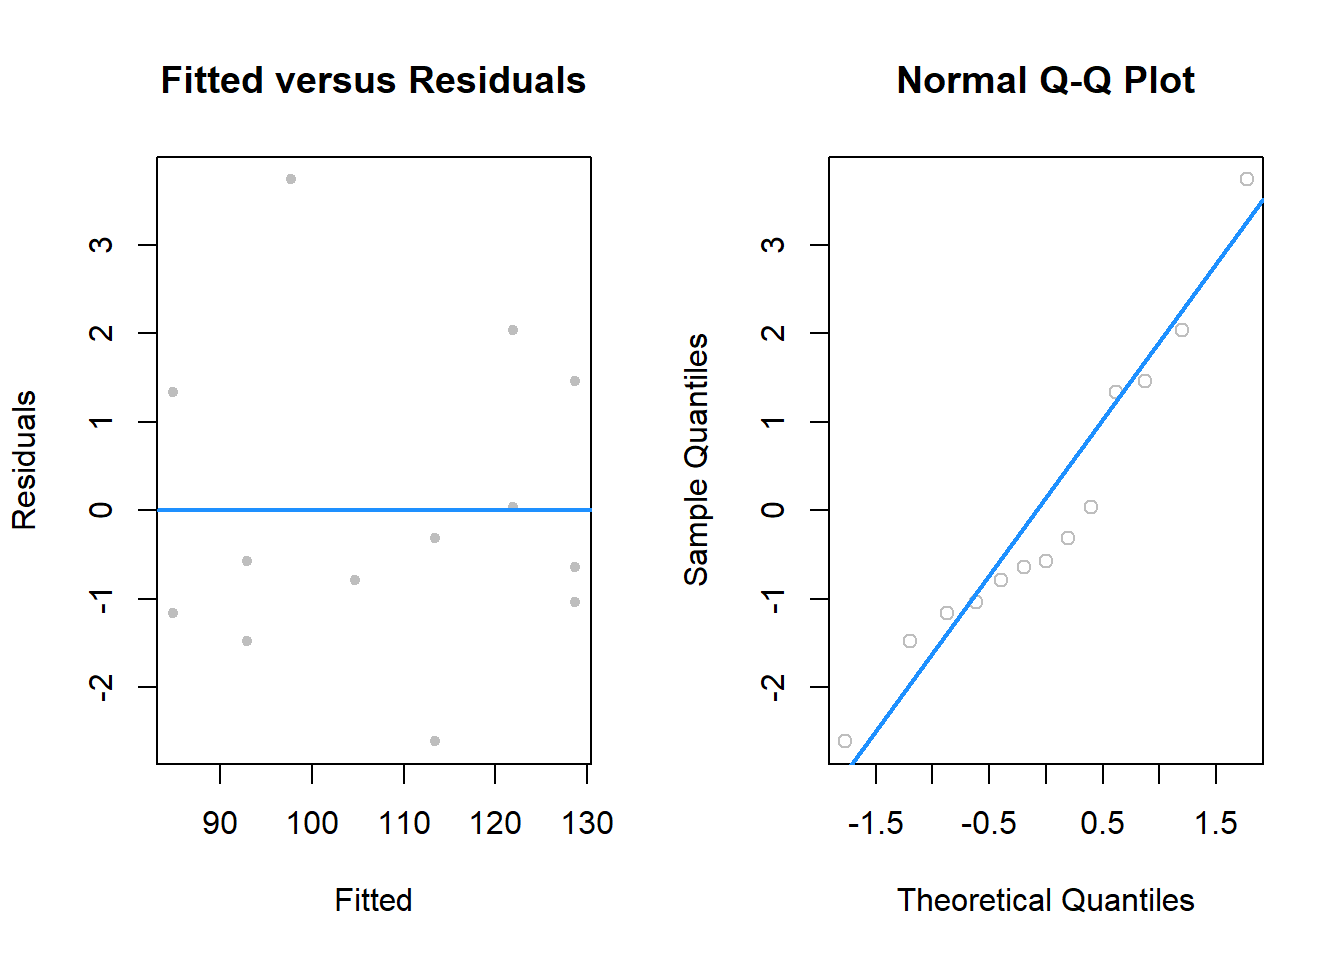 Fitted versus Residuals
Residuals
3
2
1
0
-1
-2
90 100 110 120 130
Fitted
Normal Q-Q Plot
Sample Quantiles
3
2
1
0
-1
-2
-1.5 -0.5 0.5 1.5
Theoretical Quantiles